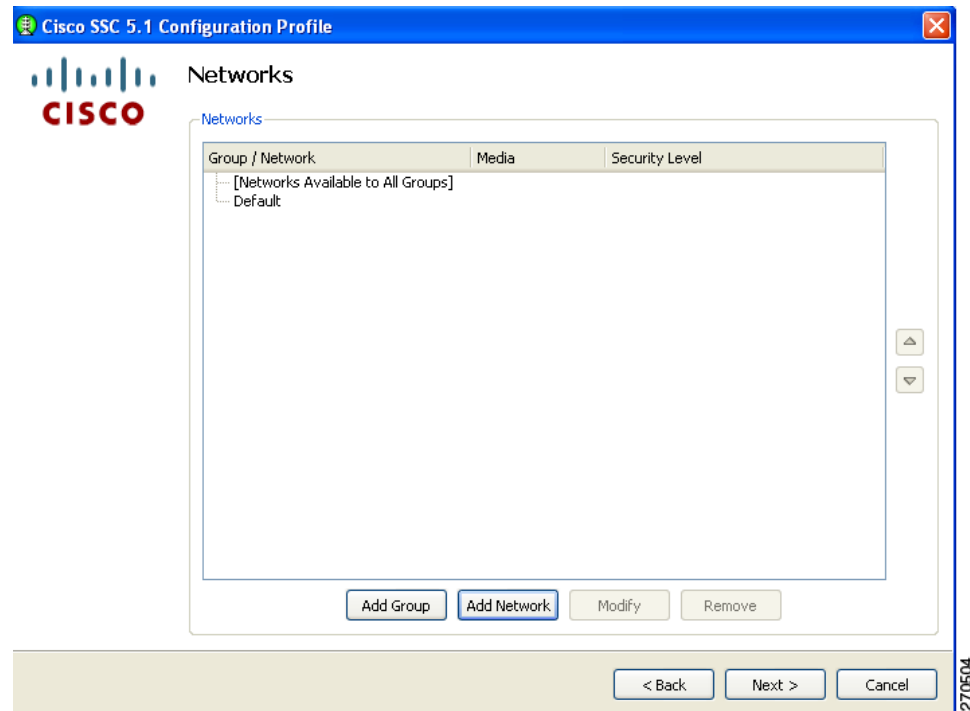 Cisco SSC 5.1 Configuration Profile
CISCO
Networks
Networks
Group / Network Media Security Level
[Networks Available to All Groups]
Default
Add Group Add Network Modify Remove
< Back Next > Cancel
270504